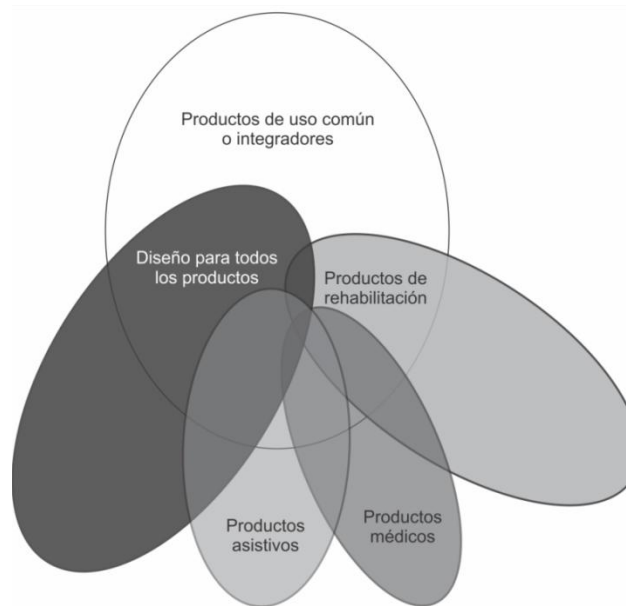 Productos de uso común
o integradores
Diseño para todos
los productos
Productos de
rehabilitación
Productos
asistivos
Productos
médicos